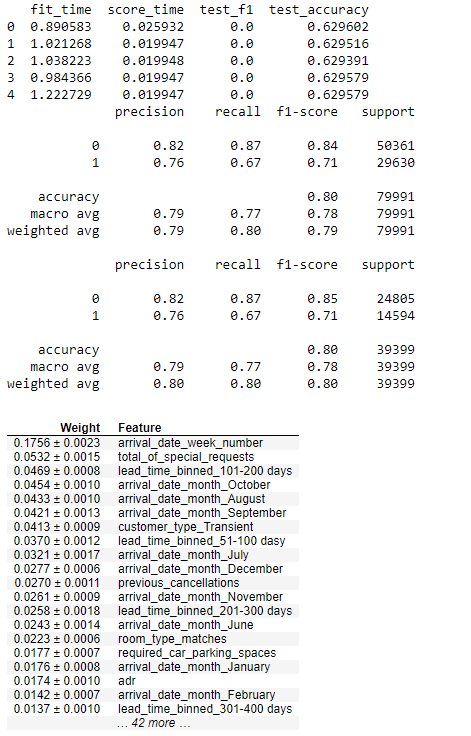 fit_time score_time test_f1 test_accuracy
0 0.890583 0.025932 0.0 0.629602
1 1.021268 0.019947 0.0 0.629516
2 1.038223 0.019948 0.0 0.629391
3 0.984366 0.019947 0.0 0.629579
4 1.222729 0.019947 0.0 0.629579
precision recall f1-score support
0 0.82 0.87 0.84 50361
1 0.76 0.67 0.71 29630
accuracy 0.80 79991
macro avg 0.79 0.77 0.78 79991
weighted avg 0.79 0.80 0.79 79991
precision recall f1-score support
0 0.82 0.87 0.85 24805
1 0.76 0.67 0.71 14594
accuracy 0.80 39399
macro avg 0.79 0.77 0.78 39399
weighted avg 0.80 0.80 0.80 39399
Weight Feature
0.1756 ± 0.0023 arrival_date_week_number
0.0532 ± 0.0015 total_of_special_requests
0.0469 ± 0.0008 lead_time_binned_101-200 days
0.0454 ± 0.0010 arrival_date_month_October
0.0433 ± 0.0010 arrival_date_month_August
0.0421 ± 0.0013 arrival_date_month_September
0.0413 ± 0.0009 customer_type_Transient
0.0370 ± 0.0012 lead_time_binned_51-100 dasy
0.0321 ± 0.0017 arrival_date_month_July
0.0277 ± 0.0006 arrival_date_month_December
0.0270 ± 0.0011 previous_cancellations
0.0261 ± 0.0009 arrival_date_month_November
0.0258 ± 0.0018 lead_time_binned_201-300 days
0.0243 ± 0.0014 arrival_date_month_June
0.0223 ± 0.0006 room_type_matches
0.0177 ± 0.0007 required_car_parking_spaces
0.0176 ± 0.0008 arrival_date_month_January
0.0174 ± 0.0010 adr
0.0142 ± 0.0007 arrival_date_month_February
0.0137 ± 0.0010 lead_time_binned_301-400 days
… 42 more …